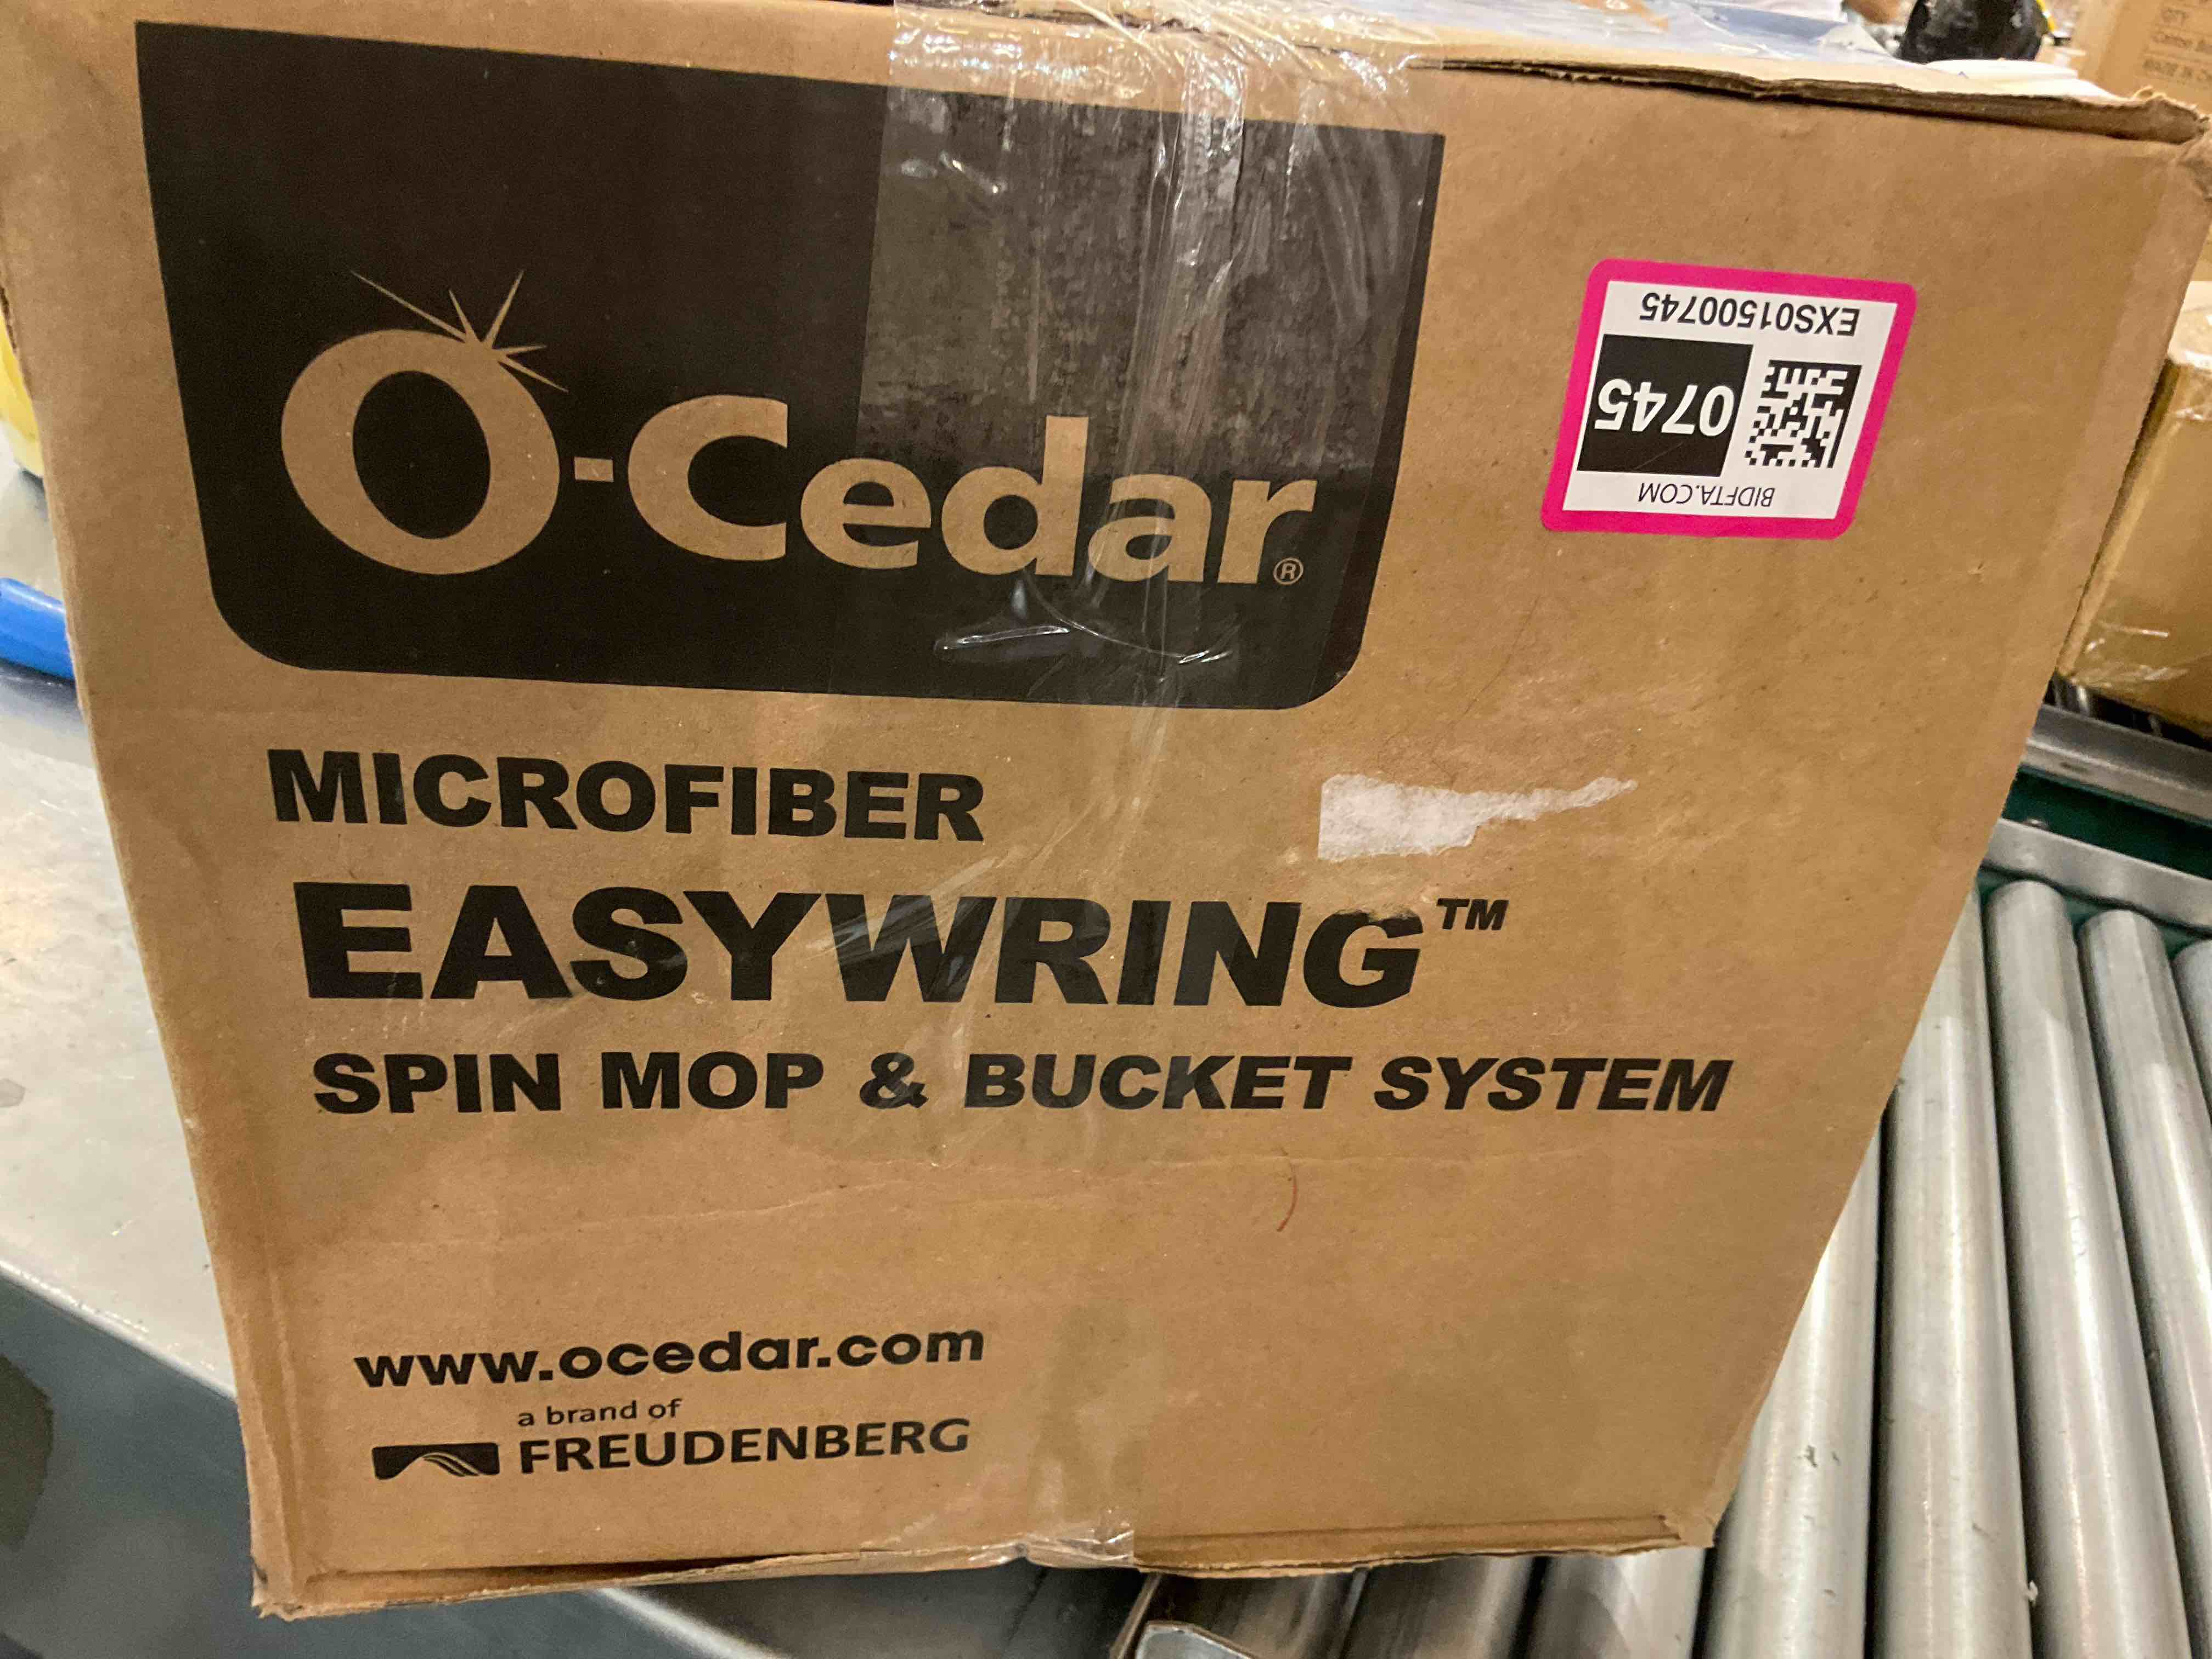 O-Cedar®
EXS01500745
0745
BIDFTA.COM
MICROFIBER
EASYWRING™
SPIN MOP & BUCKET SYSTEM
www.ocedar.com
a brand of
FREUDENBERG